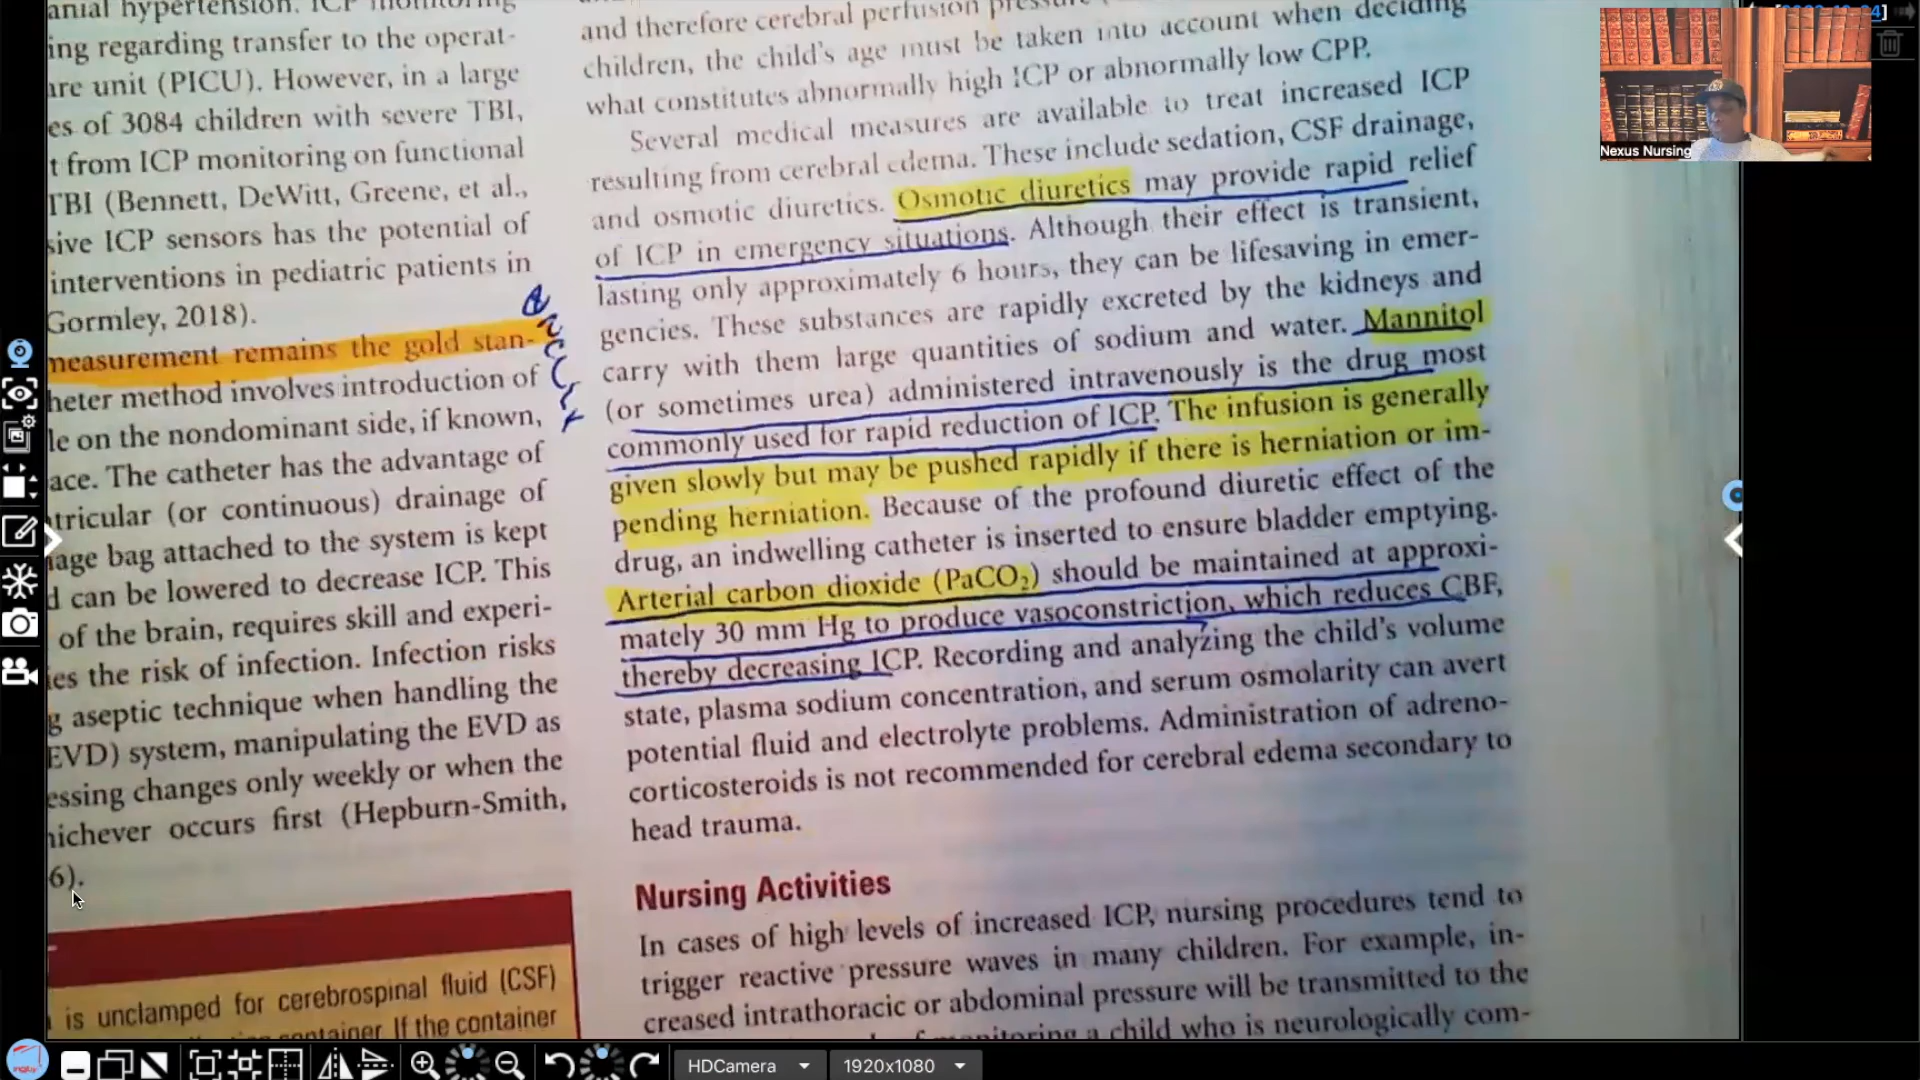 anial hypertension. ICP monitoring
ing regarding transfer to the operat-
are unit (PICU). However, in a large
es of 3084 children with severe TBI,
t from ICP monitoring on functional
TBI (Bennett, DeWitt, Greene, et al.,
sive ICP sensors has the potential of
interventions in pediatric patients in
Gormley, 2018).
measurement remains the gold stan-
heter method involves introduction of
le on the nondominant side, if known,
ace. The catheter has the advantage of
tricular (or continuous) drainage of
nage bag attached to the system is kept
d can be lowered to decrease ICP. This
of the brain, requires skill and experi-
ies the risk of infection. Infection risks
g aseptic technique when handling the
EVD) system, manipulating the EVD as
essing changes only weekly or when the
hichever occurs first (Hepburn-Smith,
6).
is unclamped for cerebrospinal fluid (CSF)
container. If the container
and therefore cerebral perfusion pressure
children, the child's age must be taken into account when deciding
what constitutes abnormally high ICP or abnormally low CPP.
Several medical measures are available to treat increased ICP
resulting from cerebral edema. These include sedation, CSF drainage,
and osmotic diuretics. Osmotic diuretics may provide rapid relief
of ICP in emergency situations. Although their effect is transient,
lasting only approximately 6 hours, they can be lifesaving in emer-
gencies. These substances are rapidly excreted by the kidneys and
carry with them large quantities of sodium and water. Mannitol
(or sometimes urea) administered intravenously is the drug most
commonly used for rapid reduction of ICP. The infusion is generally
given slowly but may be pushed rapidly if there is herniation or im-
pending herniation. Because of the profound diuretic effect of the
drug, an indwelling catheter is inserted to ensure bladder emptying.
Arterial carbon dioxide (PaCO₂) should be maintained at approxi-
mately 30 mm Hg to produce vasoconstriction, which reduces CBF,
thereby decreasing ICP. Recording and analyzing the child's volume
state, plasma sodium concentration, and serum osmolarity can avert
potential fluid and electrolyte problems. Administration of adreno-
corticosteroids is not recommended for cerebral edema secondary to
head trauma.
Nursing Activities
In cases of high levels of increased ICP, nursing procedures tend to
trigger reactive pressure waves in many children. For example, in-
creased intrathoracic or abdominal pressure will be transmitted to the
monitoring a child who is neurologically com-
Nexus Nursing
HDCamera
1920x1080